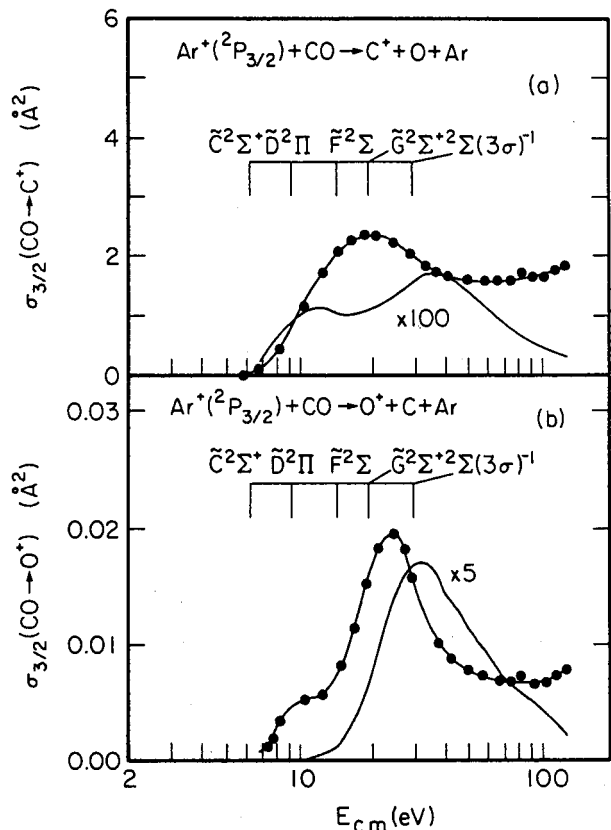 6
Ar⁺(²P₃/₂)+CO→C⁺+O+Ar
(a)
C̃²Σ⁺ D̃²Π F̃²Σ G̃²Σ⁺ ²Σ(3σ)⁻¹
4
2
x100
0
σ₃/₂(CO→C⁺) (Å²)
0.03
Ar⁺(²P₃/₂)+CO→O⁺+C+Ar
(b)
C̃²Σ⁺ D̃²Π F̃²Σ G̃²Σ⁺ ²Σ(3σ)⁻¹
0.02
x5
0.01
0.00
σ₃/₂(CO→O⁺) (Å²)
2 10 100
E c.m (eV)